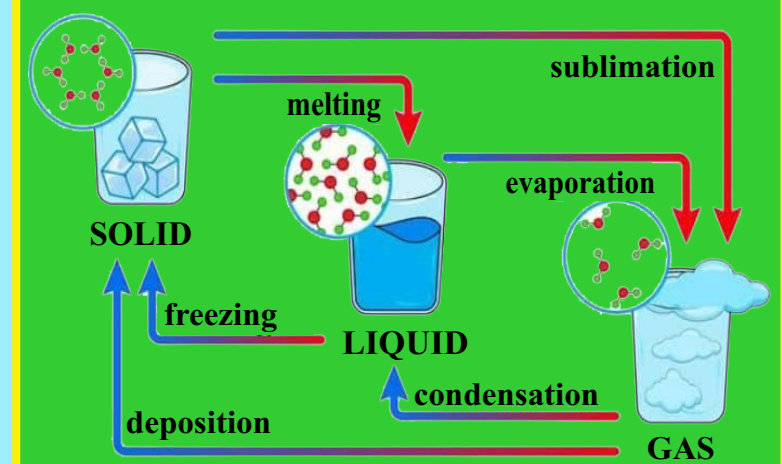 sublimation
melting
evaporation
SOLID
freezing
LIQUID
condensation
deposition
GAS